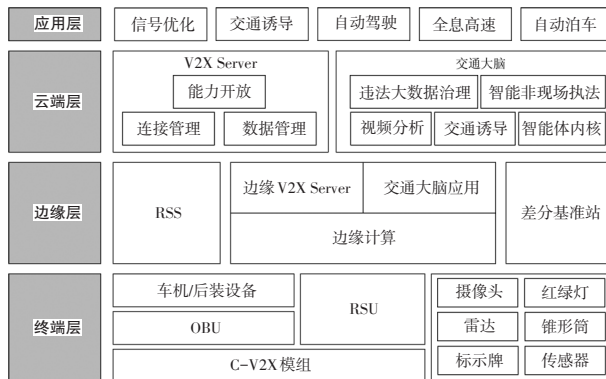 应用层 信号优化 交通诱导 自动驾驶 全息高速 自动泊车
云端层
V2X Server
能力开放
连接管理 数据管理
交通大脑
违法大数据治理 智能非现场执法
视频分析 交通诱导 智能体内核
边缘层
RSS
边缘V2X Server 交通大脑应用
边缘计算
差分基准站
终端层
车机/后装设备
OBU
RSU
C-V2X模组
摄像头 红绿灯
雷达 锥形筒
标示牌 传感器